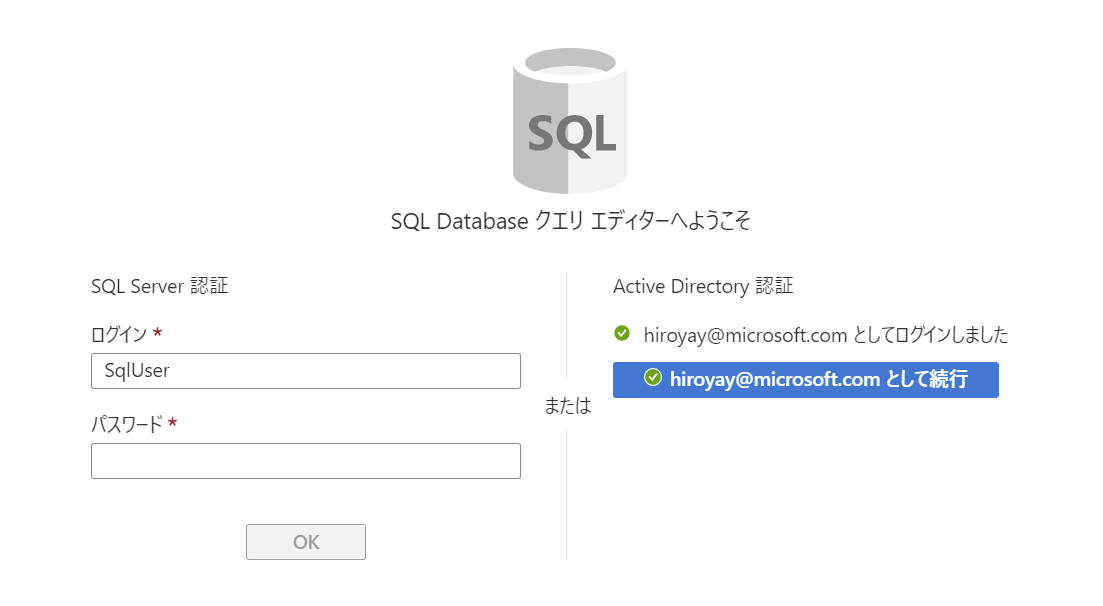 SQL
SQL Database クエリ エディターへようこそ
SQL Server 認証
ログイン *
SqlUser
パスワード *
OK
または
Active Directory 認証
hiroyay@microsoft.com としてログインしました
hiroyay@microsoft.com として続行